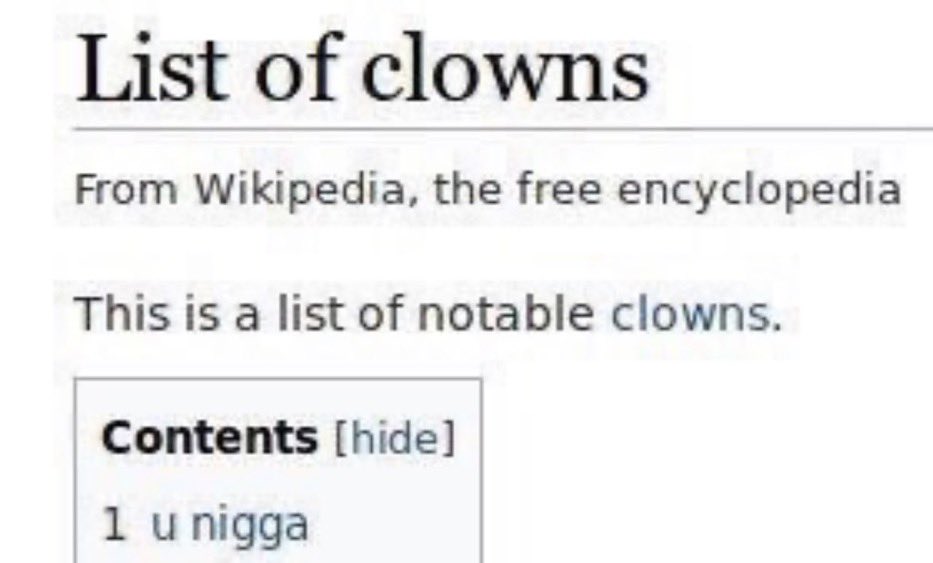 List of clowns
From Wikipedia, the free encyclopedia
This is a list of notable clowns.
Contents [hide]
1 u nigga